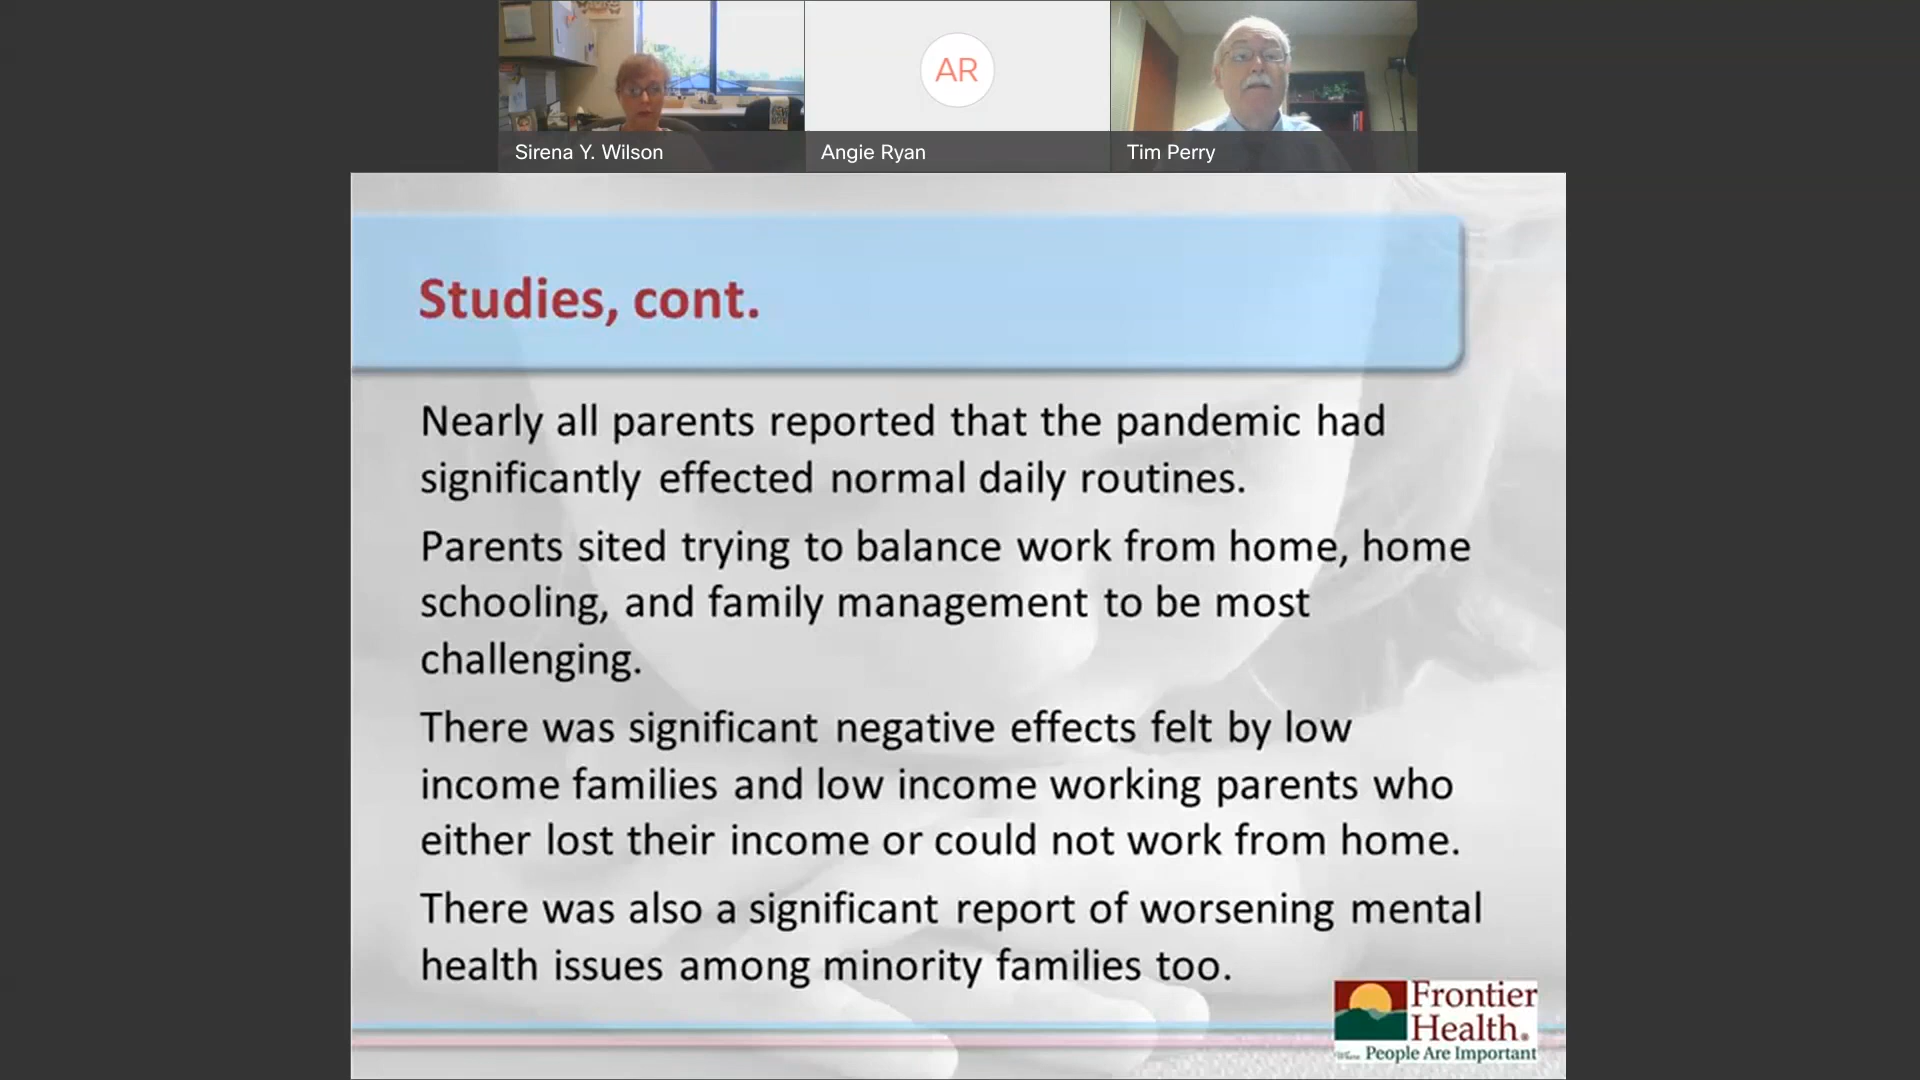 AR
Sirena Y. Wilson
Angie Ryan
Tim Perry
Studies, cont.
Nearly all parents reported that the pandemic had
significantly effected normal daily routines.
Parents sited trying to balance work from home, home
schooling, and family management to be most
challenging.
There was significant negative effects felt by low
income families and low income working parents who
either lost their income or could not work from home.
There was also a significant report of worsening mental
health issues among minority families too.
Frontier
Health®
Where People Are Important